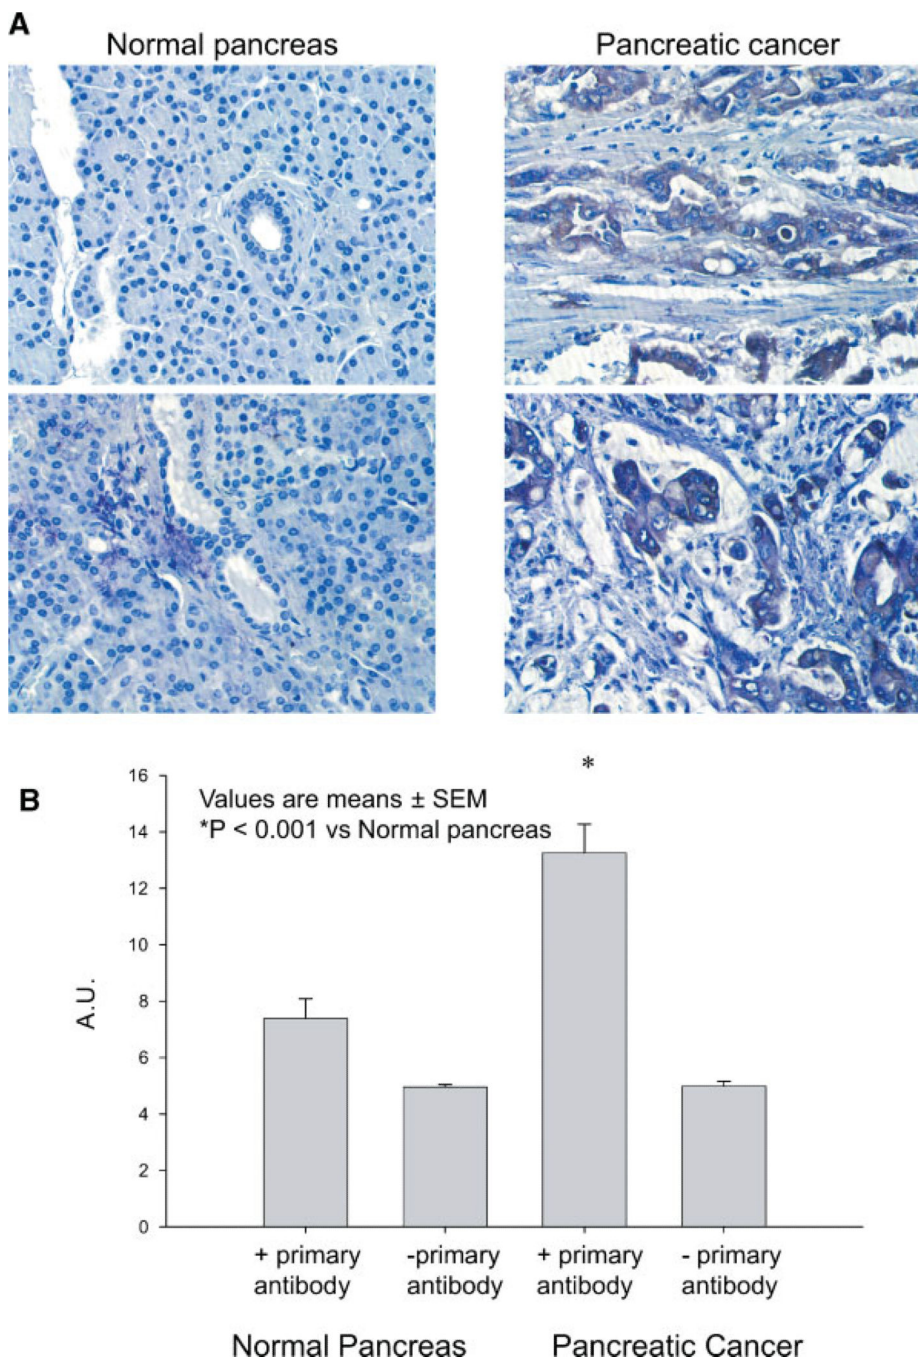 A
Normal pancreas
Pancreatic cancer
B
Values are means ± SEM
*P < 0.001 vs Normal pancreas
*
16
14
12
10
8
6
4
2
0
A.U.
+ primary
antibody
-primary
antibody
+ primary
antibody
- primary
antibody
Normal Pancreas
Pancreatic Cancer